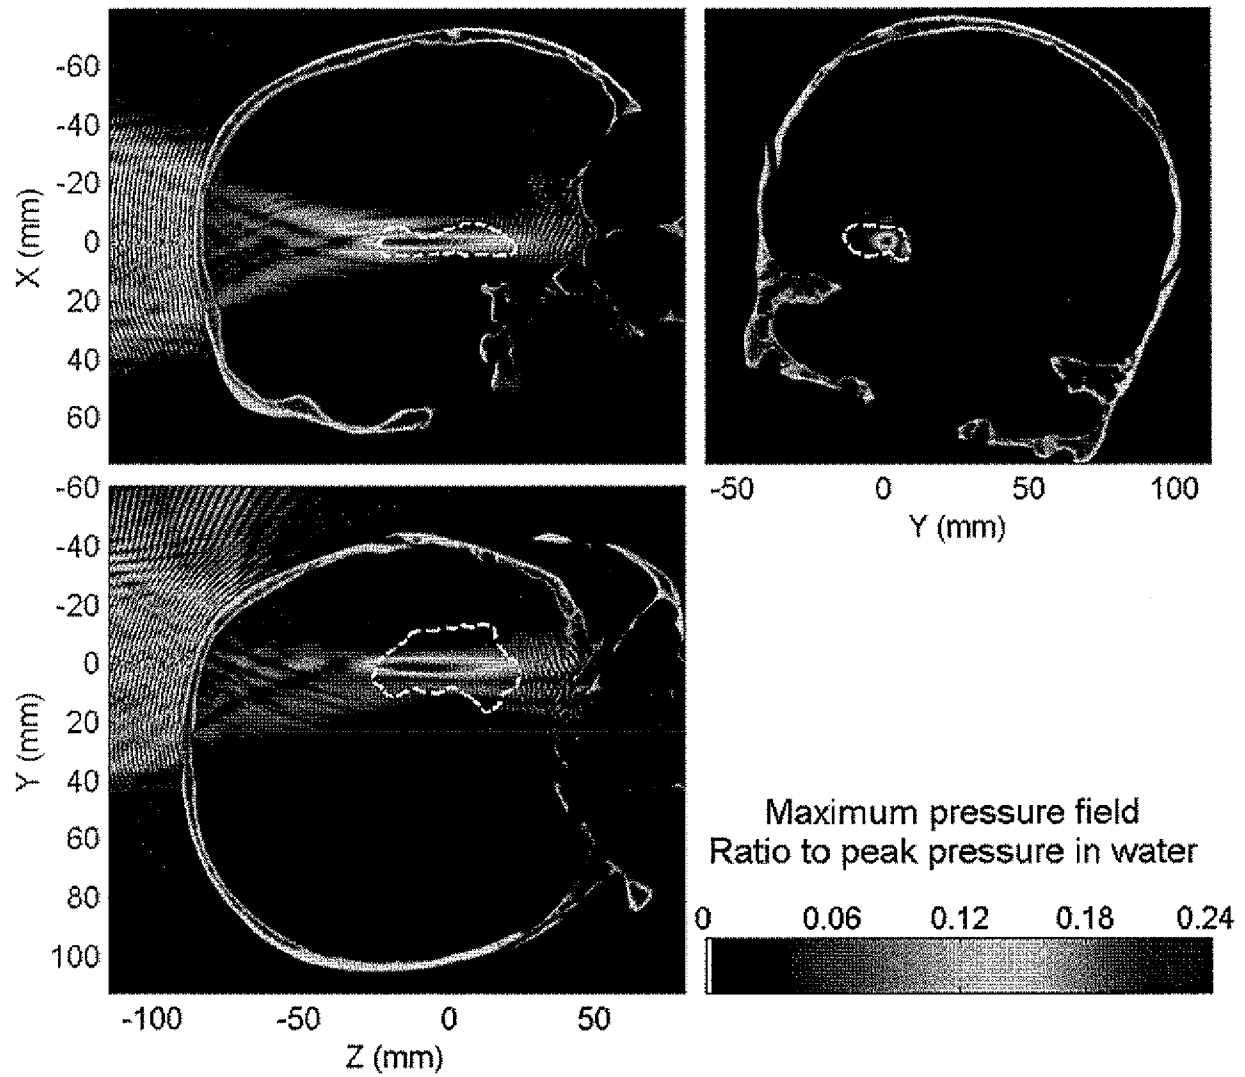 -60
-40
-20
0
20
40
60
X (mm)
-50 0 50 100
Y (mm)
-60
-40
-20
0
20
40
60
80
100
Y (mm)
-100 -50 0 50
Z (mm)
Maximum pressure field
Ratio to peak pressure in water
0 0.06 0.12 0.18 0.24